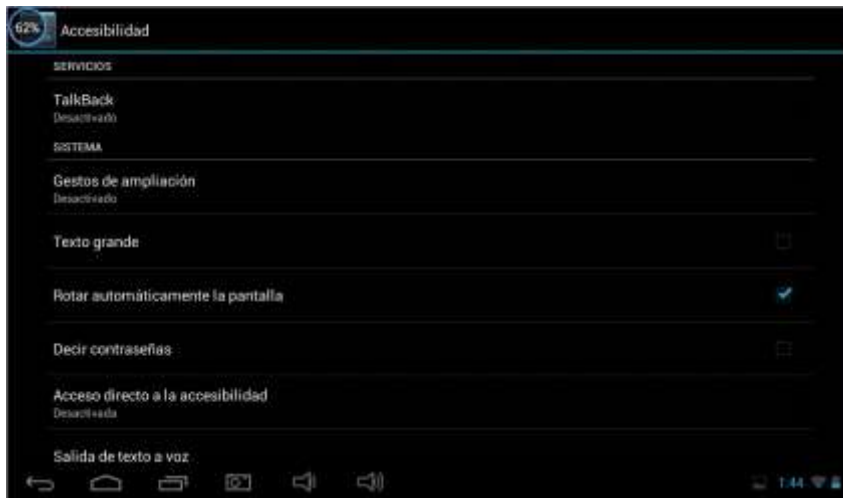 62%
Accesibilidad
SERVICIOS
TalkBack
Desactivado
SISTEMA
Gestos de ampliación
Desactivado
Texto grande
Rotar automáticamente la pantalla
Decir contraseñas
Acceso directo a la accesibilidad
Desactivada
Salida de texto a voz
1:44